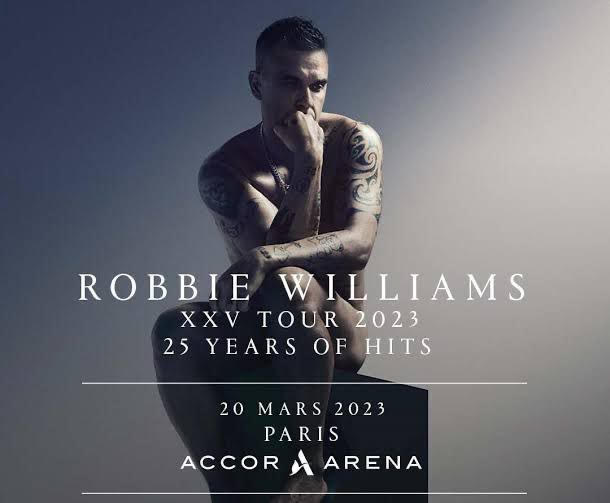 ROBBIE WILLIAMS
XXV TOUR 2023
25 YEARS OF HITS
20 MARS 2023
PARIS
ACCOR ARENA